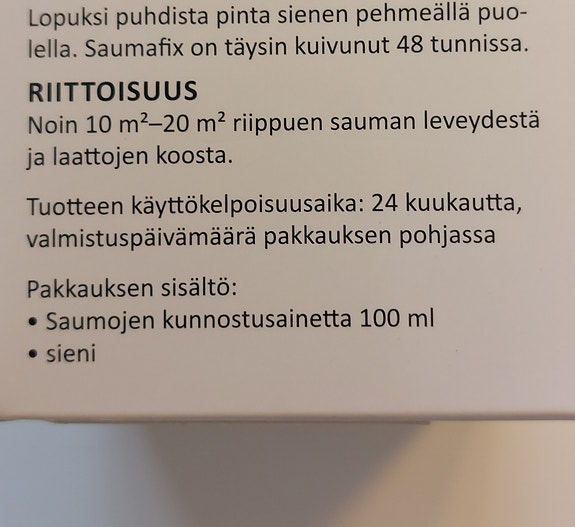 Lopuksi puhdista pinta sienen pehmeällä puo-
lella. Saumafix on täysin kuivunut 48 tunnissa.
RIITTOISUUS
Noin 10 m²–20 m² riippuen sauman leveydestä
ja laattojen koosta.
Tuotteen käyttökelpoisuusaika: 24 kuukautta,
valmistuspäivämäärä pakkauksen pohjassa
Pakkauksen sisältö:
• Saumojen kunnostusainetta 100 ml
• sieni